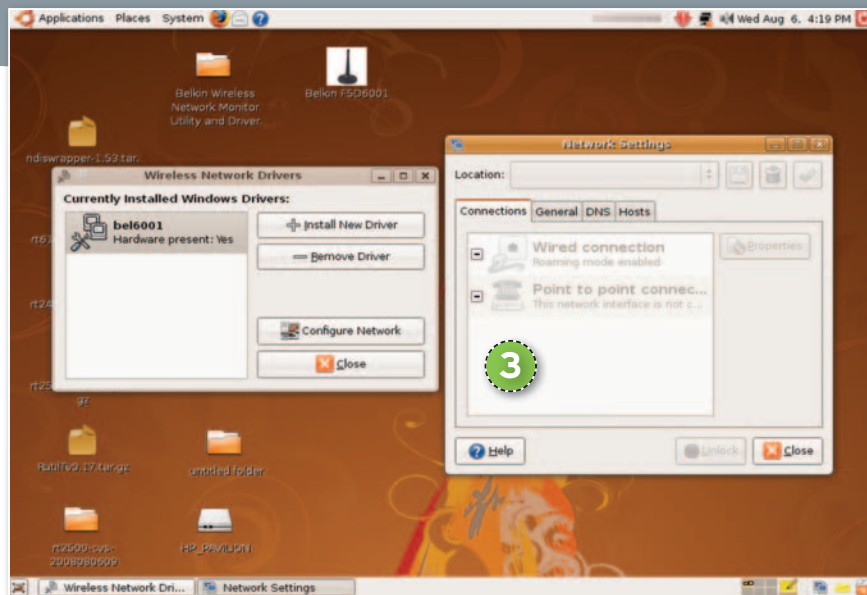 Applications Places System
Wed Aug 6, 4:19 PM
Belkin Wireless
Network Monitor
Utility and Driver.
Belkin F5D6001
ndiswrapper-1.53.tar.
Wireless Network Drivers
Currently Installed Windows Drivers:
bel6001
Hardware present: Yes
Install New Driver
Remove Driver
Configure Network
Close
Network Settings
Location:
Connections General DNS Hosts
Wired connection
Roaming mode enabled
Point to point connec...
This network interface is not c...
Properties
3
Help
Unlock
Close
gz
untitled folder
rt2500-cvs-
2008080609
HP_PAVILION
Wireless Network Dri...
Network Settings